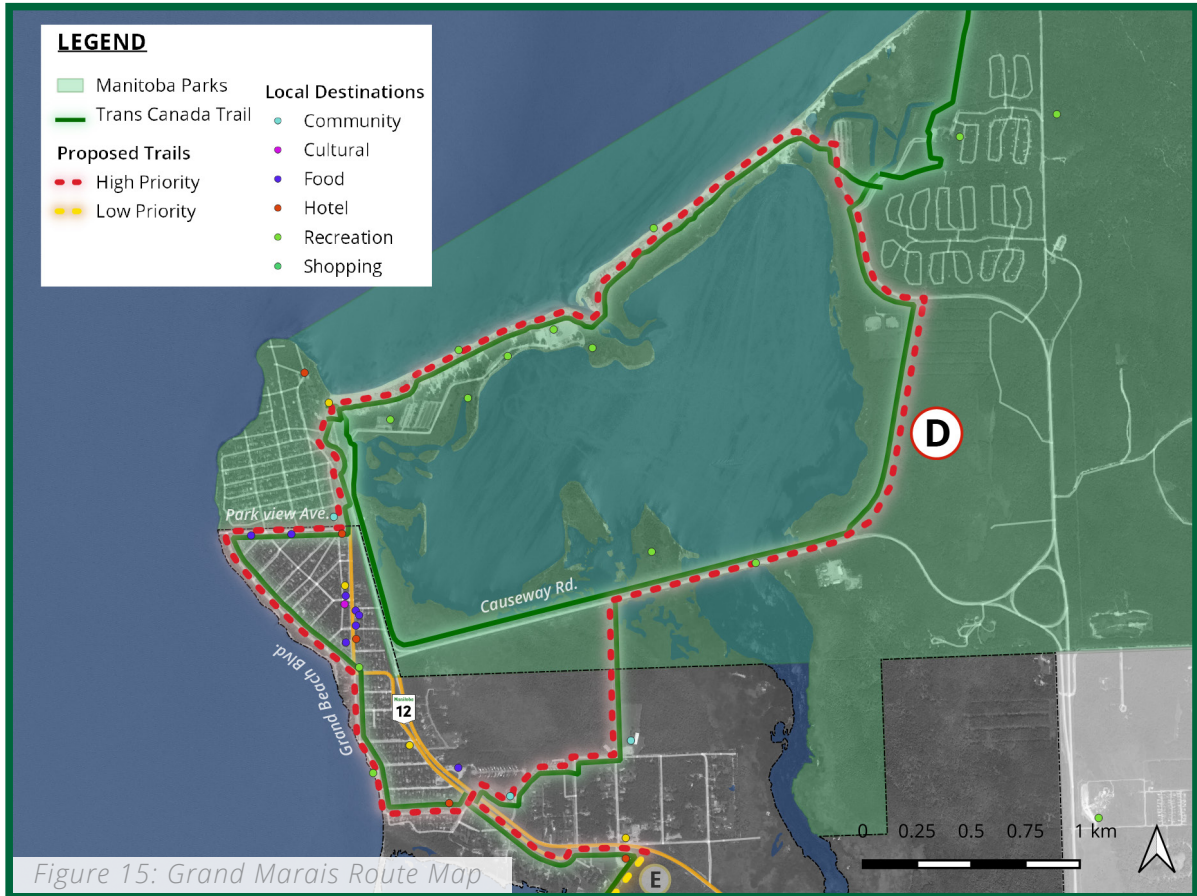 LEGEND
Manitoba Parks
Trans Canada Trail
Proposed Trails
High Priority
Low Priority
Local Destinations
Community
Cultural
Food
Hotel
Recreation
Shopping
D
Park view Ave.
Causeway Rd.
Grand Beach Blvd.
Manitoba
12
0 0.25 0.5 0.75 1 km
E
Figure 15: Grand Marais Route Map